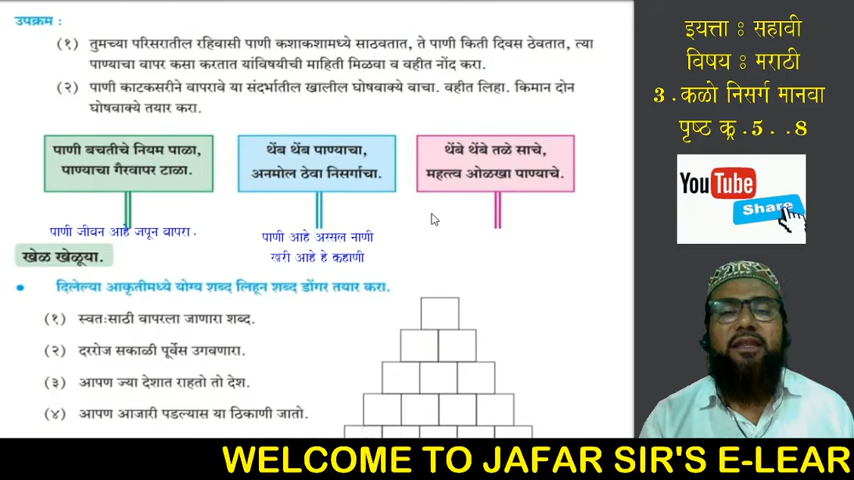 उपक्रम :
(१) तुमच्या परिसरातील रहिवासी पाणी कशाकशामध्ये साठवतात, ते पाणी किती दिवस ठेवतात, त्या
पाण्याचा वापर कसा करतात यांविषयीची माहिती मिळवा व वहीत नोंद करा.
(२) पाणी काटकसरीने वापरावे या संदर्भातील खालील घोषवाक्ये वाचा. वहीत लिहा. किमान दोन
घोषवाक्ये तयार करा.
पाणी बचतीचे नियम पाळा,
पाण्याचा गैरवापर टाळा.
थेंब थेंब पाण्याचा,
अनमोल ठेवा निसर्गाचा.
थेंबे थेंबे तळे साचे,
महत्त्व ओळखा पाण्याचे.
पाणी जीवन आहे जपून वापरा .
पाणी आहे अस्सल नाणी
खरी आहे हे कहाणी
खेळ खेळूया.
• दिलेल्या आकृतीमध्ये योग्य शब्द लिहून शब्द डोंगर तयार करा.
(१) स्वतःसाठी वापरला जाणारा शब्द.
(२) दररोज सकाळी पूर्वेस उगवणारा.
(३) आपण ज्या देशात राहतो तो देश.
(४) आपण आजारी पडल्यास या ठिकाणी जातो.
इयत्ता : सहावी
विषय : मराठी
3 .कळो निसर्ग मानवा
पृष्ठ क्र .5 ..8
YouTube
Share
WELCOME TO JAFAR SIR'S E-LEAR